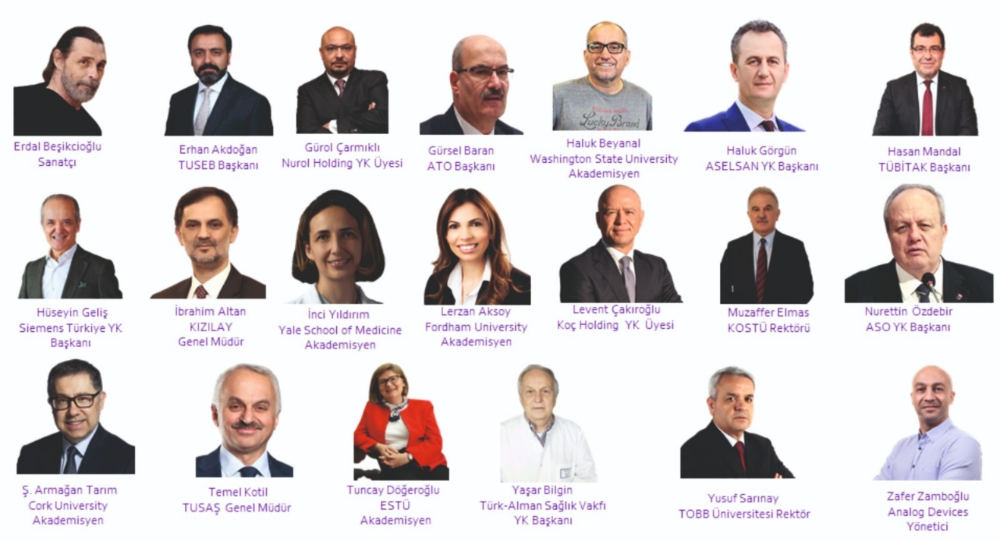 Erdal Beşikcioğlu
Sanatçı
Erhan Akdoğan
TUSEB Başkanı
Gürol Çarmıklı
Nurol Holding YK Üyesi
Gürsel Baran
ATO Başkanı
Lucky Brand
Haluk Beyanal
Washington State University
Akademisyen
Haluk Görgün
ASELSAN YK Başkanı
Hasan Mandal
TÜBİTAK Başkanı
Hüseyin Geliş
Siemens Türkiye YK
Başkanı
İbrahim Altan
KIZILAY
Genel Müdür
İnci Yıldırım
Yale School of Medicine
Akademisyen
Lerzan Aksoy
Fordham University
Akademisyen
Levent Çakıroğlu
Koç Holding YK Üyesi
Muzaffer Elmas
KOSTÜ Rektörü
Nurettin Özdebir
ASO YK Başkanı
Ş. Armağan Tarım
Cork University
Akademisyen
Temel Kotil
TUSAŞ Genel Müdür
Tuncay Döğeroğlu
ESTÜ
Akademisyen
Yaşar Bilgin
Türk-Alman Sağlık Vakfı
YK Başkanı
Yusuf Sarınay
TOBB Üniversitesi Rektör
Zafer Zamboğlu
Analog Devices
Yönetici